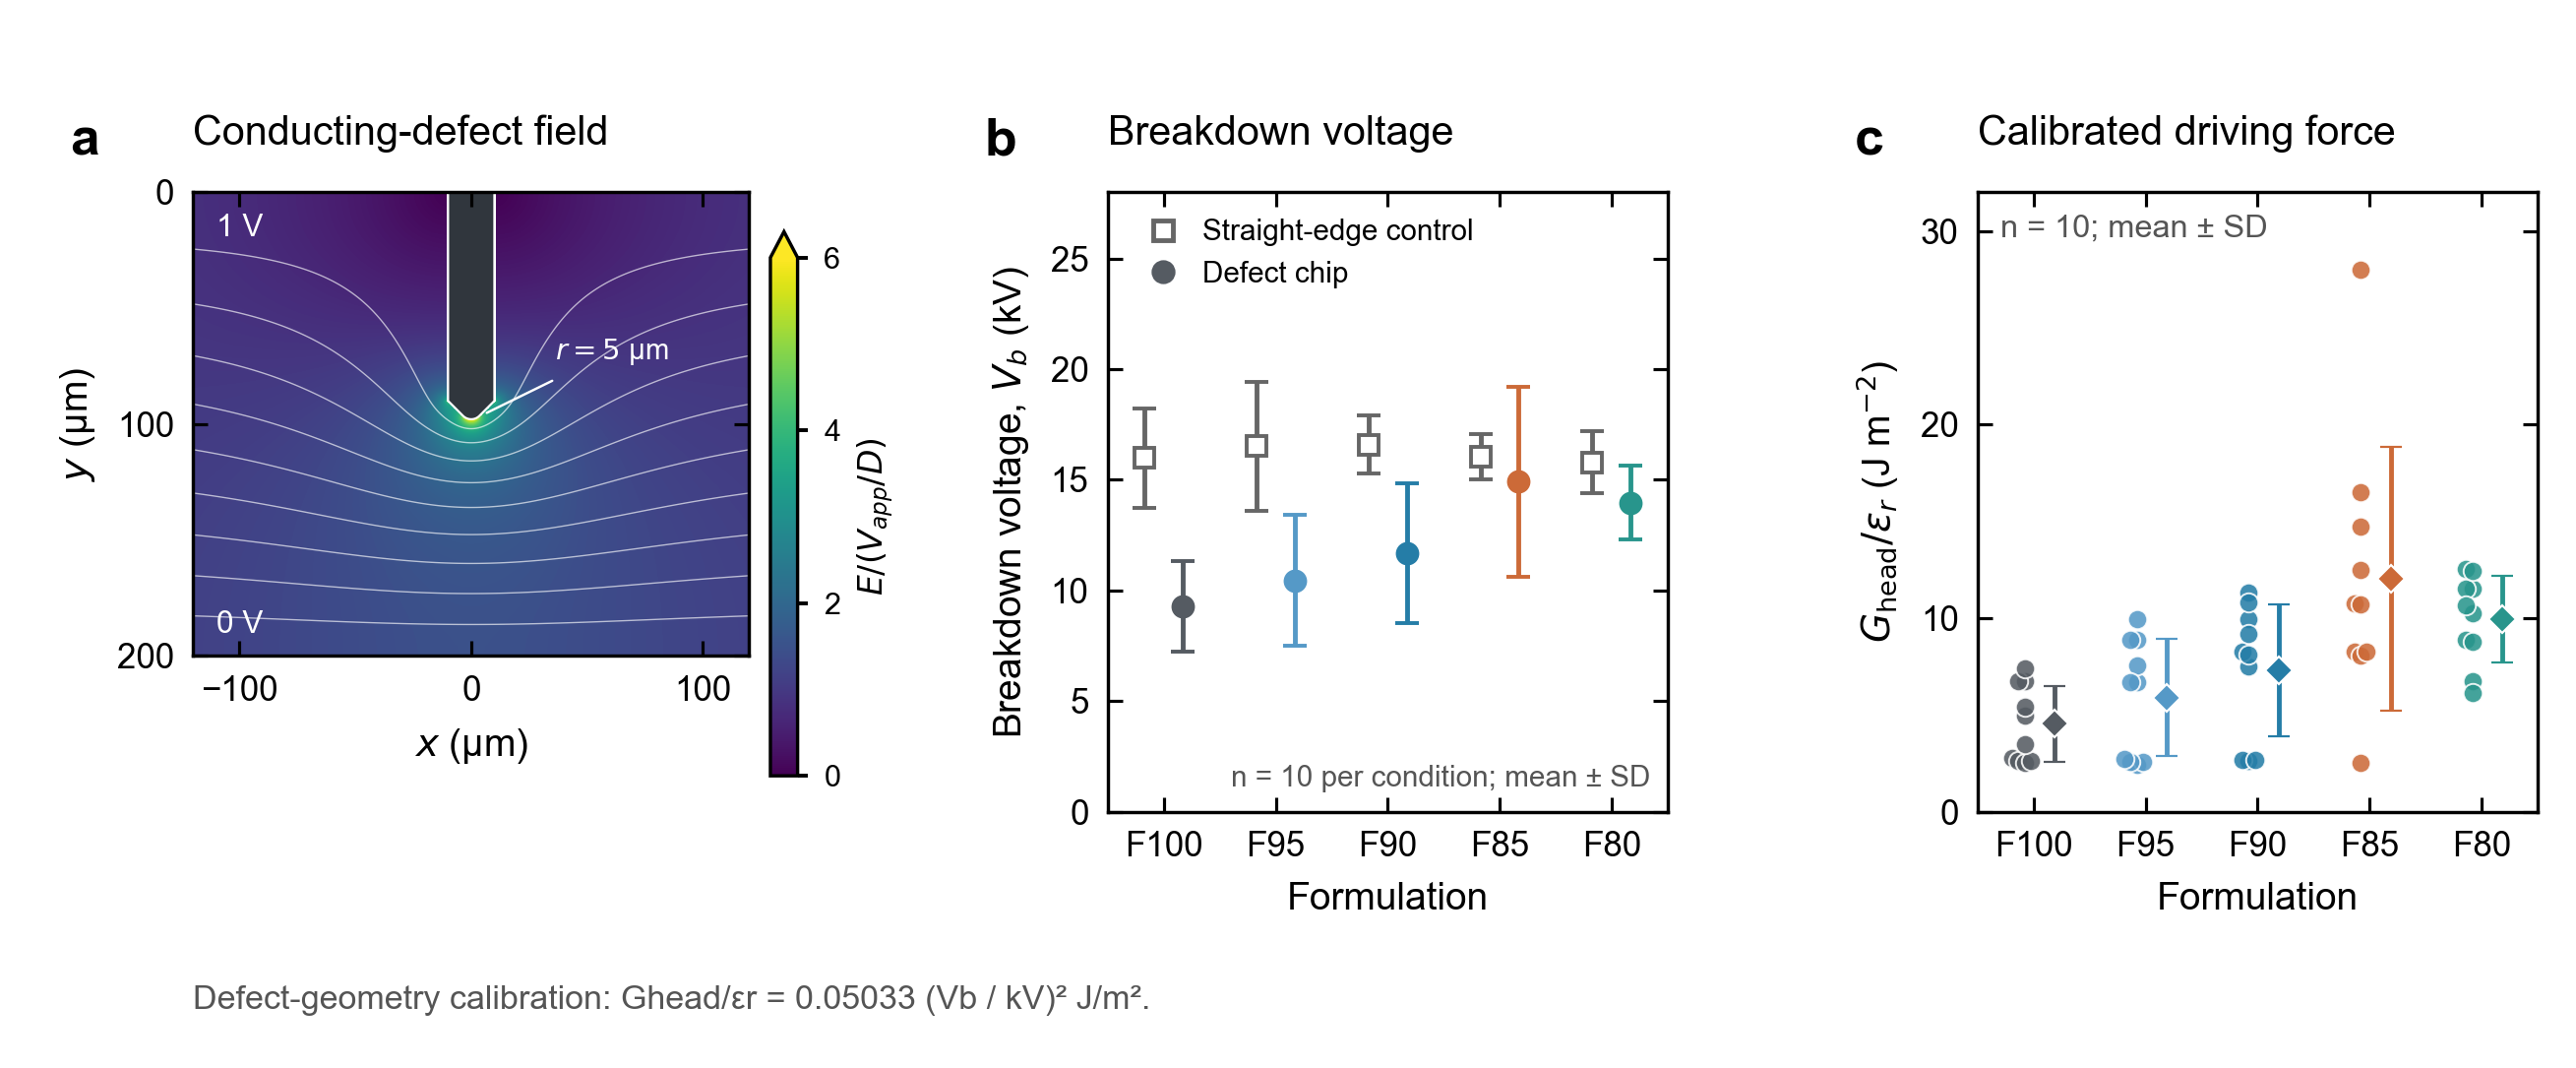 a
Conducting-defect field
0
100
200
y (µm)
1 V
r = 5 µm
0 V
−100
0
100
x (µm)
6
4
2
0
E/(Vapp/D)
b
Breakdown voltage
25
20
15
10
5
0
Breakdown voltage, Vb (kV)
Straight-edge control
Defect chip
n = 10 per condition; mean ± SD
F100 F95 F90 F85 F80
Formulation
c
Calibrated driving force
30
20
10
0
Ghead/εr (J m−2)
n = 10; mean ± SD
F100 F95 F90 F85 F80
Formulation
Defect-geometry calibration: Ghead/εr = 0.05033 (Vb / kV)² J/m².